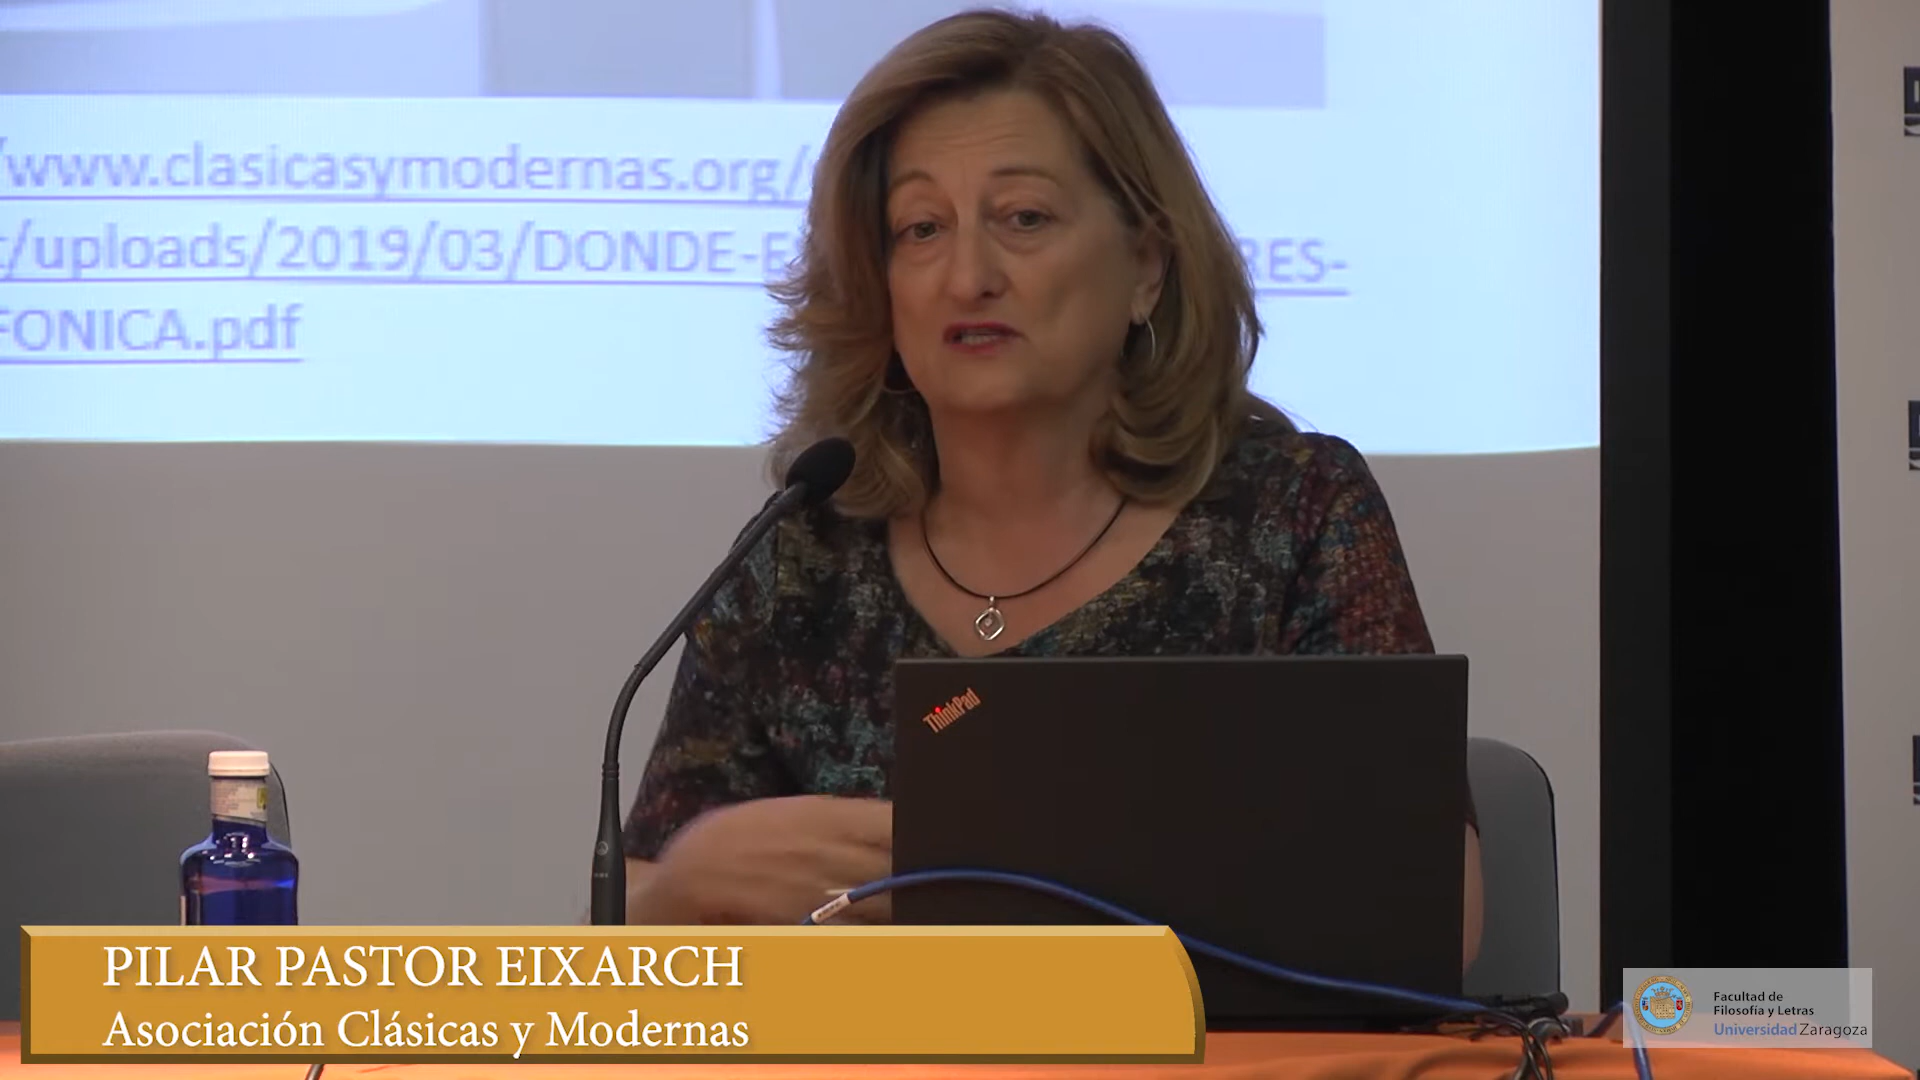 /www.clasicasymodernas.org/
t/uploads/2019/03/DONDE-E RES-
FONICA.pdf
ThinkPad
PILAR PASTOR EIXARCH
Asociación Clásicas y Modernas
Facultad de
Filosofía y Letras
Universidad Zaragoza